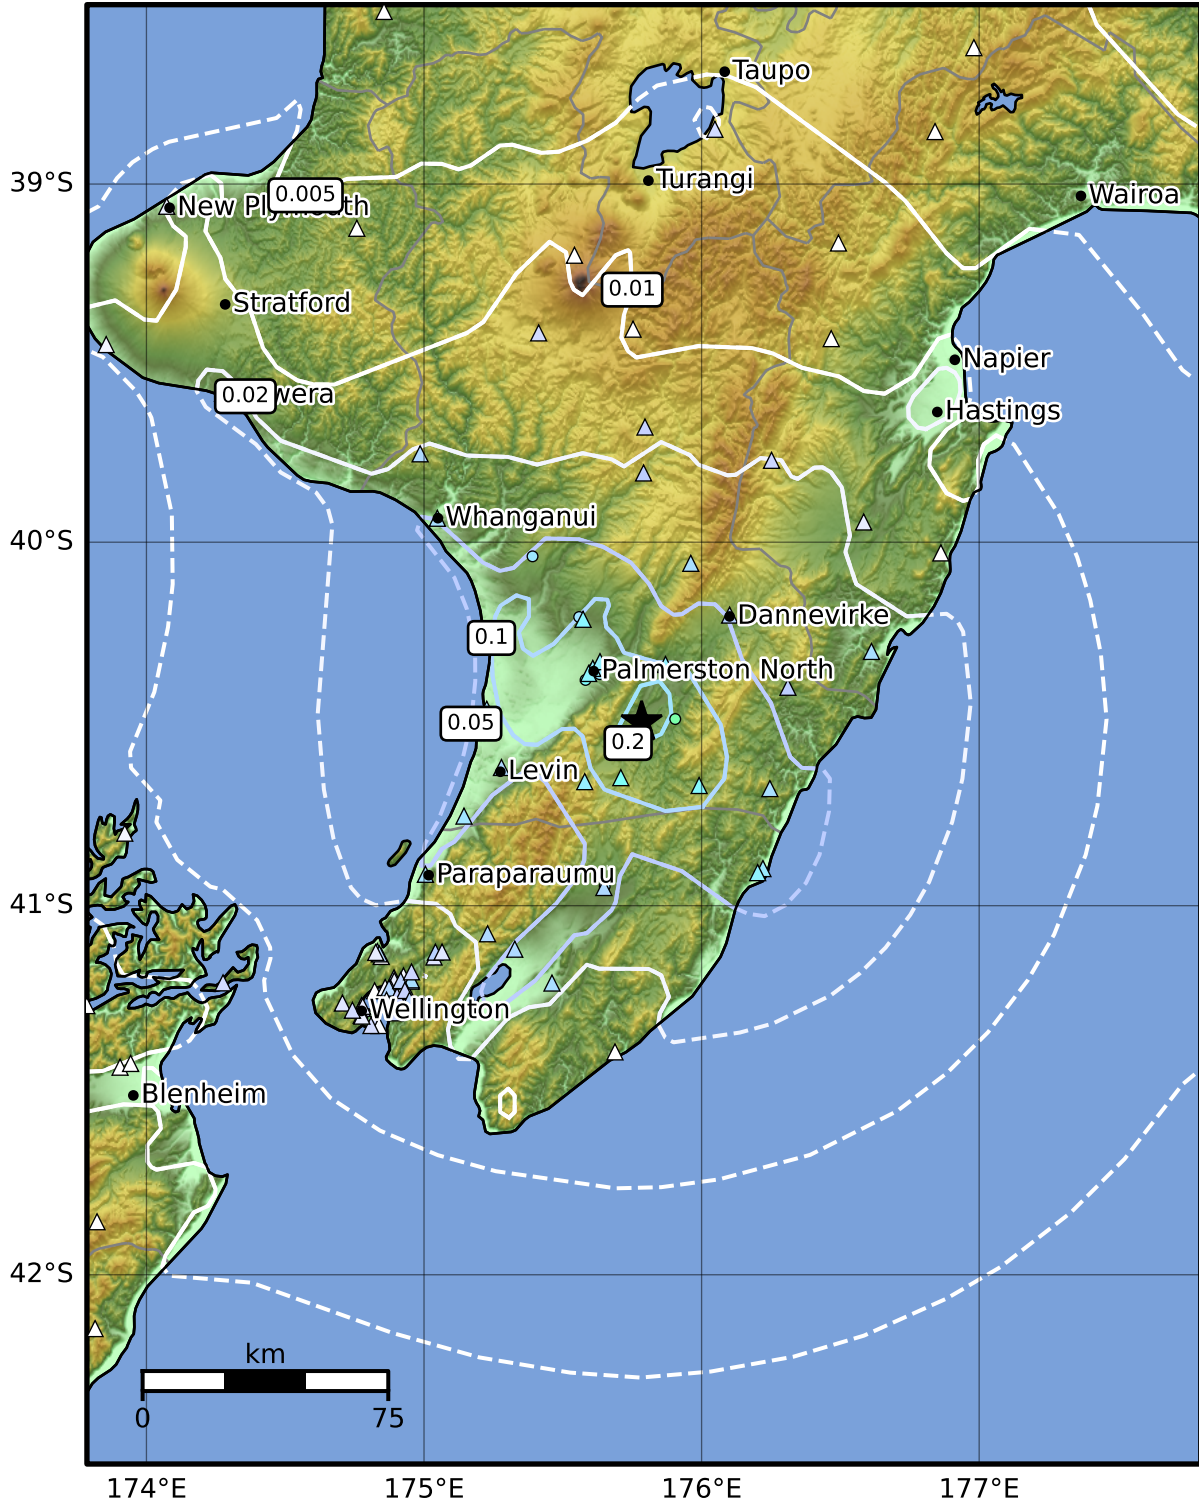 Taupo
39°S
Turangi
Wairoa
0.005
New Plymouth
0.01
Stratford
Napier
0.02
wera
Hastings
Whanganui
40°S
Dannevirke
0.1
Palmerston North
0.05
0.2
Levin
Paraparaumu
41°S
Wellington
Blenheim
42°S
km
0
75
174°E
175°E
176°E
177°E